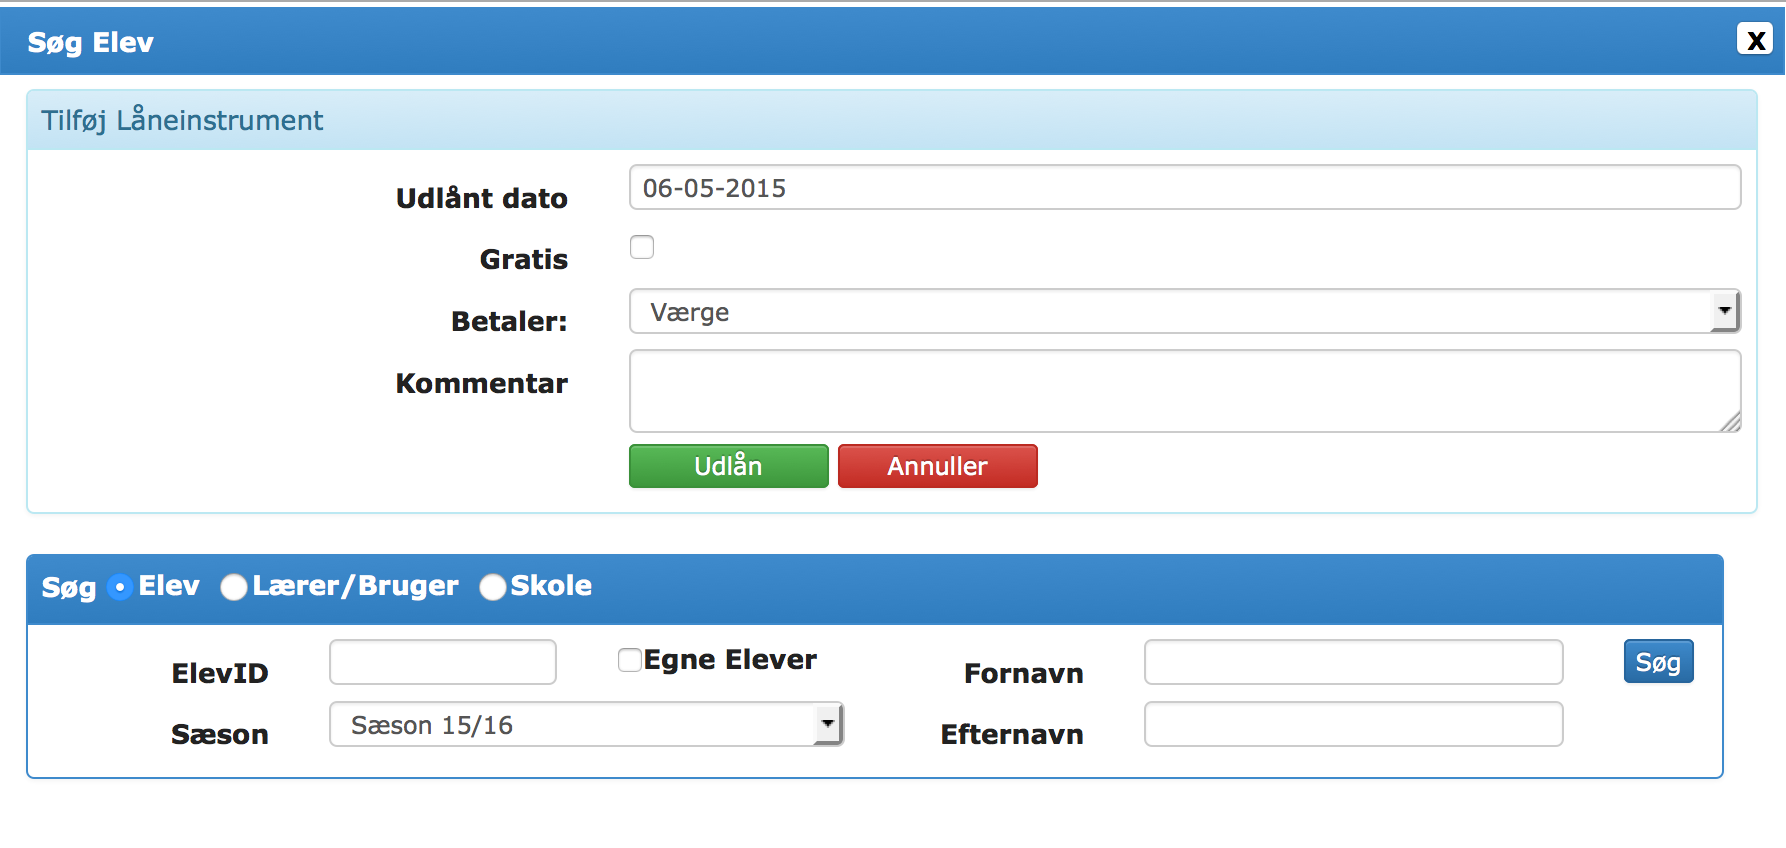 Søg Elev X
Tilføj Låneinstrument
Udlånt dato 06-05-2015
Gratis
Betaler: Værge
Kommentar
Udlån Annuller
Søg Elev Lærer/Bruger Skole
ElevID Egne Elever Fornavn Søg
Sæson Sæson 15/16 Efternavn